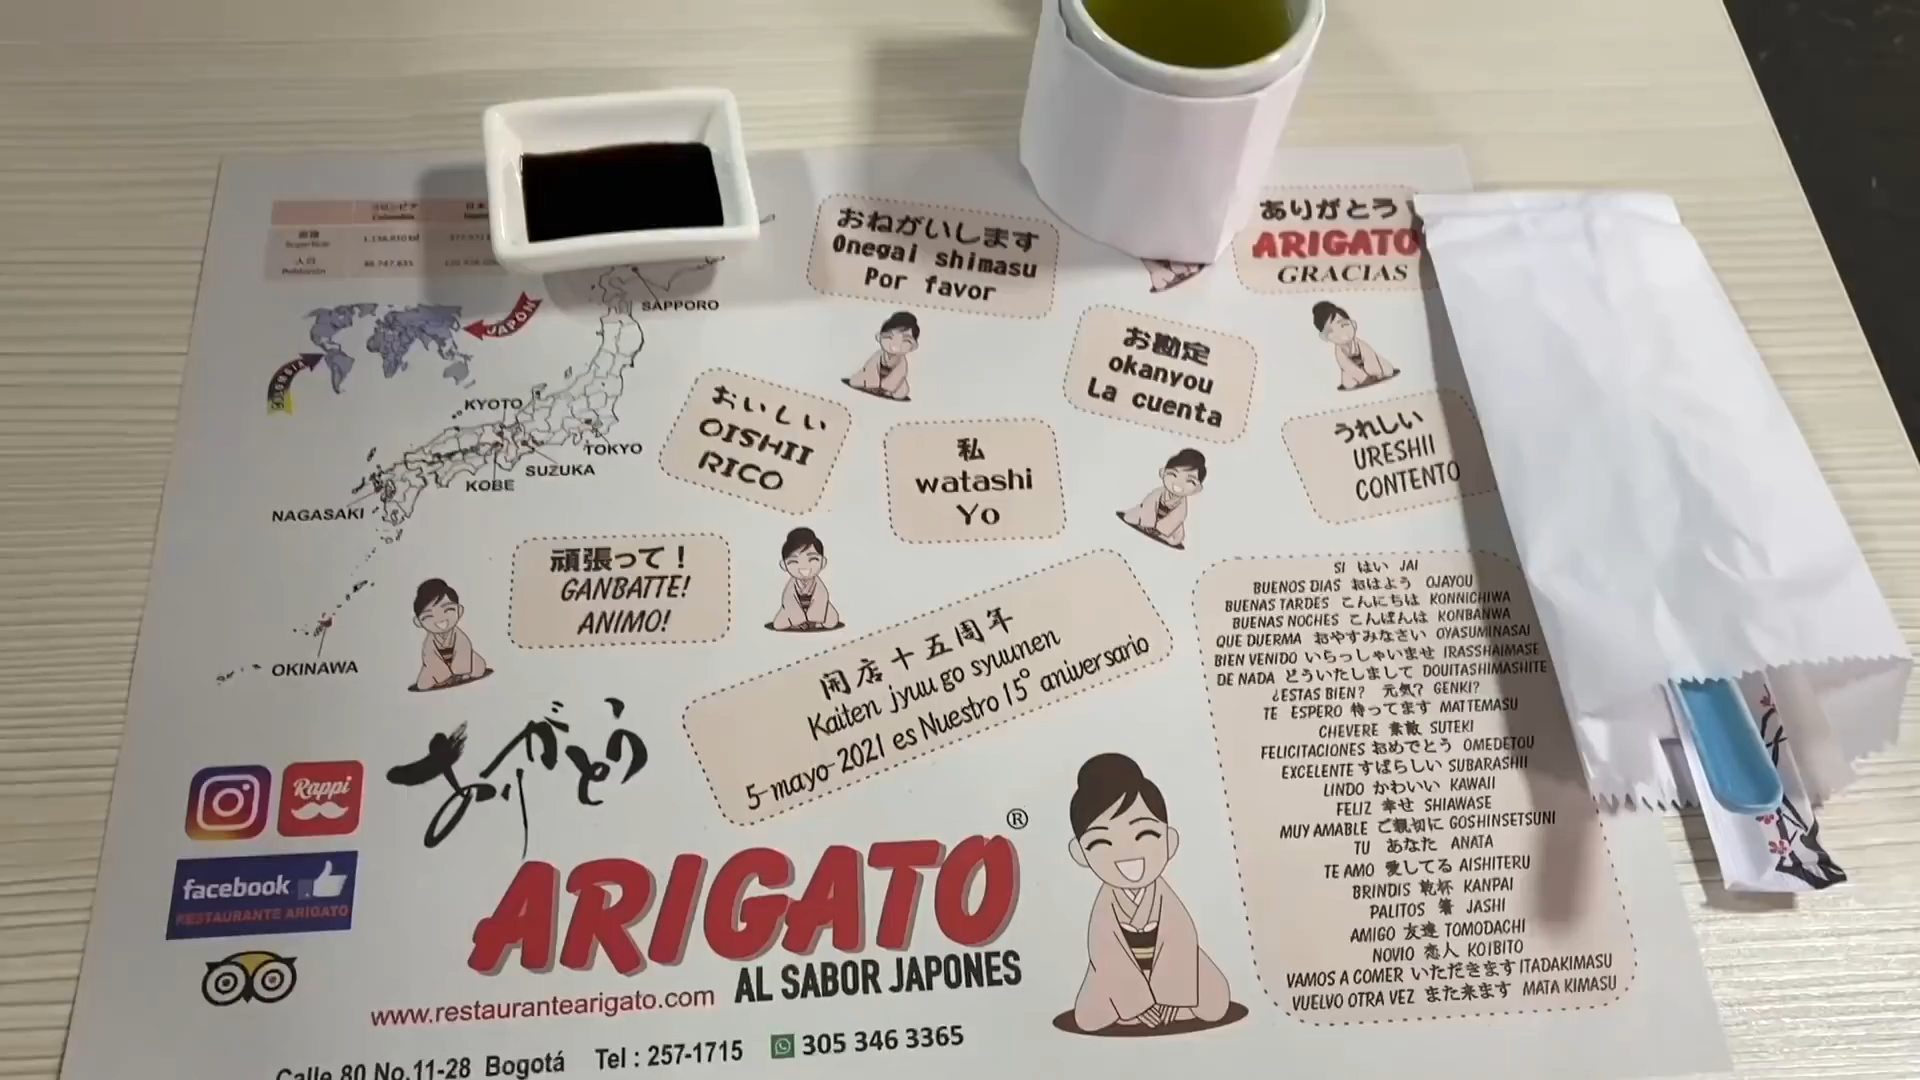 コロンビア
Colombia
面積
Superficie
人口
Población
JAPON
SAPPORO
KYOTO
TOKYO
SUZUKA
KOBE
NAGASAKI
OKINAWA
おねがいします
Onegai shimasu
Por favor
ありがとう
ARIGATO
GRACIAS
お勘定
okanyou
La cuenta
おいしい
OISHII
RICO
私
watashi
Yo
うれしい
URESHII
CONTENTO
頑張って！
GANBATTE!
ANIMO!
開店十五周年
Kaiten jyuu go syuunen
5-mayo-2021 es Nuestro 15° aniversario
SI はい JAI
BUENOS DIAS おはよう OJAYOU
BUENAS TARDES こんにちは KONNICHIWA
BUENAS NOCHES こんばんは KONBANWA
QUE DUERMA おやすみなさい OYASUMINASAI
BIEN VENIDO いらっしゃいませ IRASSHAIMASE
DE NADA どういたしまして DOUITASHIMASHITE
¿ESTAS BIEN? 元気? GENKI?
TE ESPERO 待ってます MATTEMASU
CHEVERE 素敵 SUTEKI
FELICITACIONES おめでとう OMEDETOU
EXCELENTE すばらしい SUBARASHII
LINDO かわいい KAWAII
FELIZ 幸せ SHIAWASE
MUY AMABLE ご親切に GOSHINSETSUNI
TU あなた ANATA
TE AMO 愛してる AISHITERU
BRINDIS 乾杯 KANPAI
PALITOS 箸 JASHI
AMIGO 友達 TOMODACHI
NOVIO 恋人 KOIBITO
VAMOS A COMER いただきます ITADAKIMASU
VUELVO OTRA VEZ また来ます MATA KIMASU
ありがとう
Rappi
facebook
RESTAURANTE ARIGATO
ARIGATO®
AL SABOR JAPONES
www.restaurantearigato.com
Calle 80 No.11-28 Bogotá Tel : 257-1715 305 346 3365